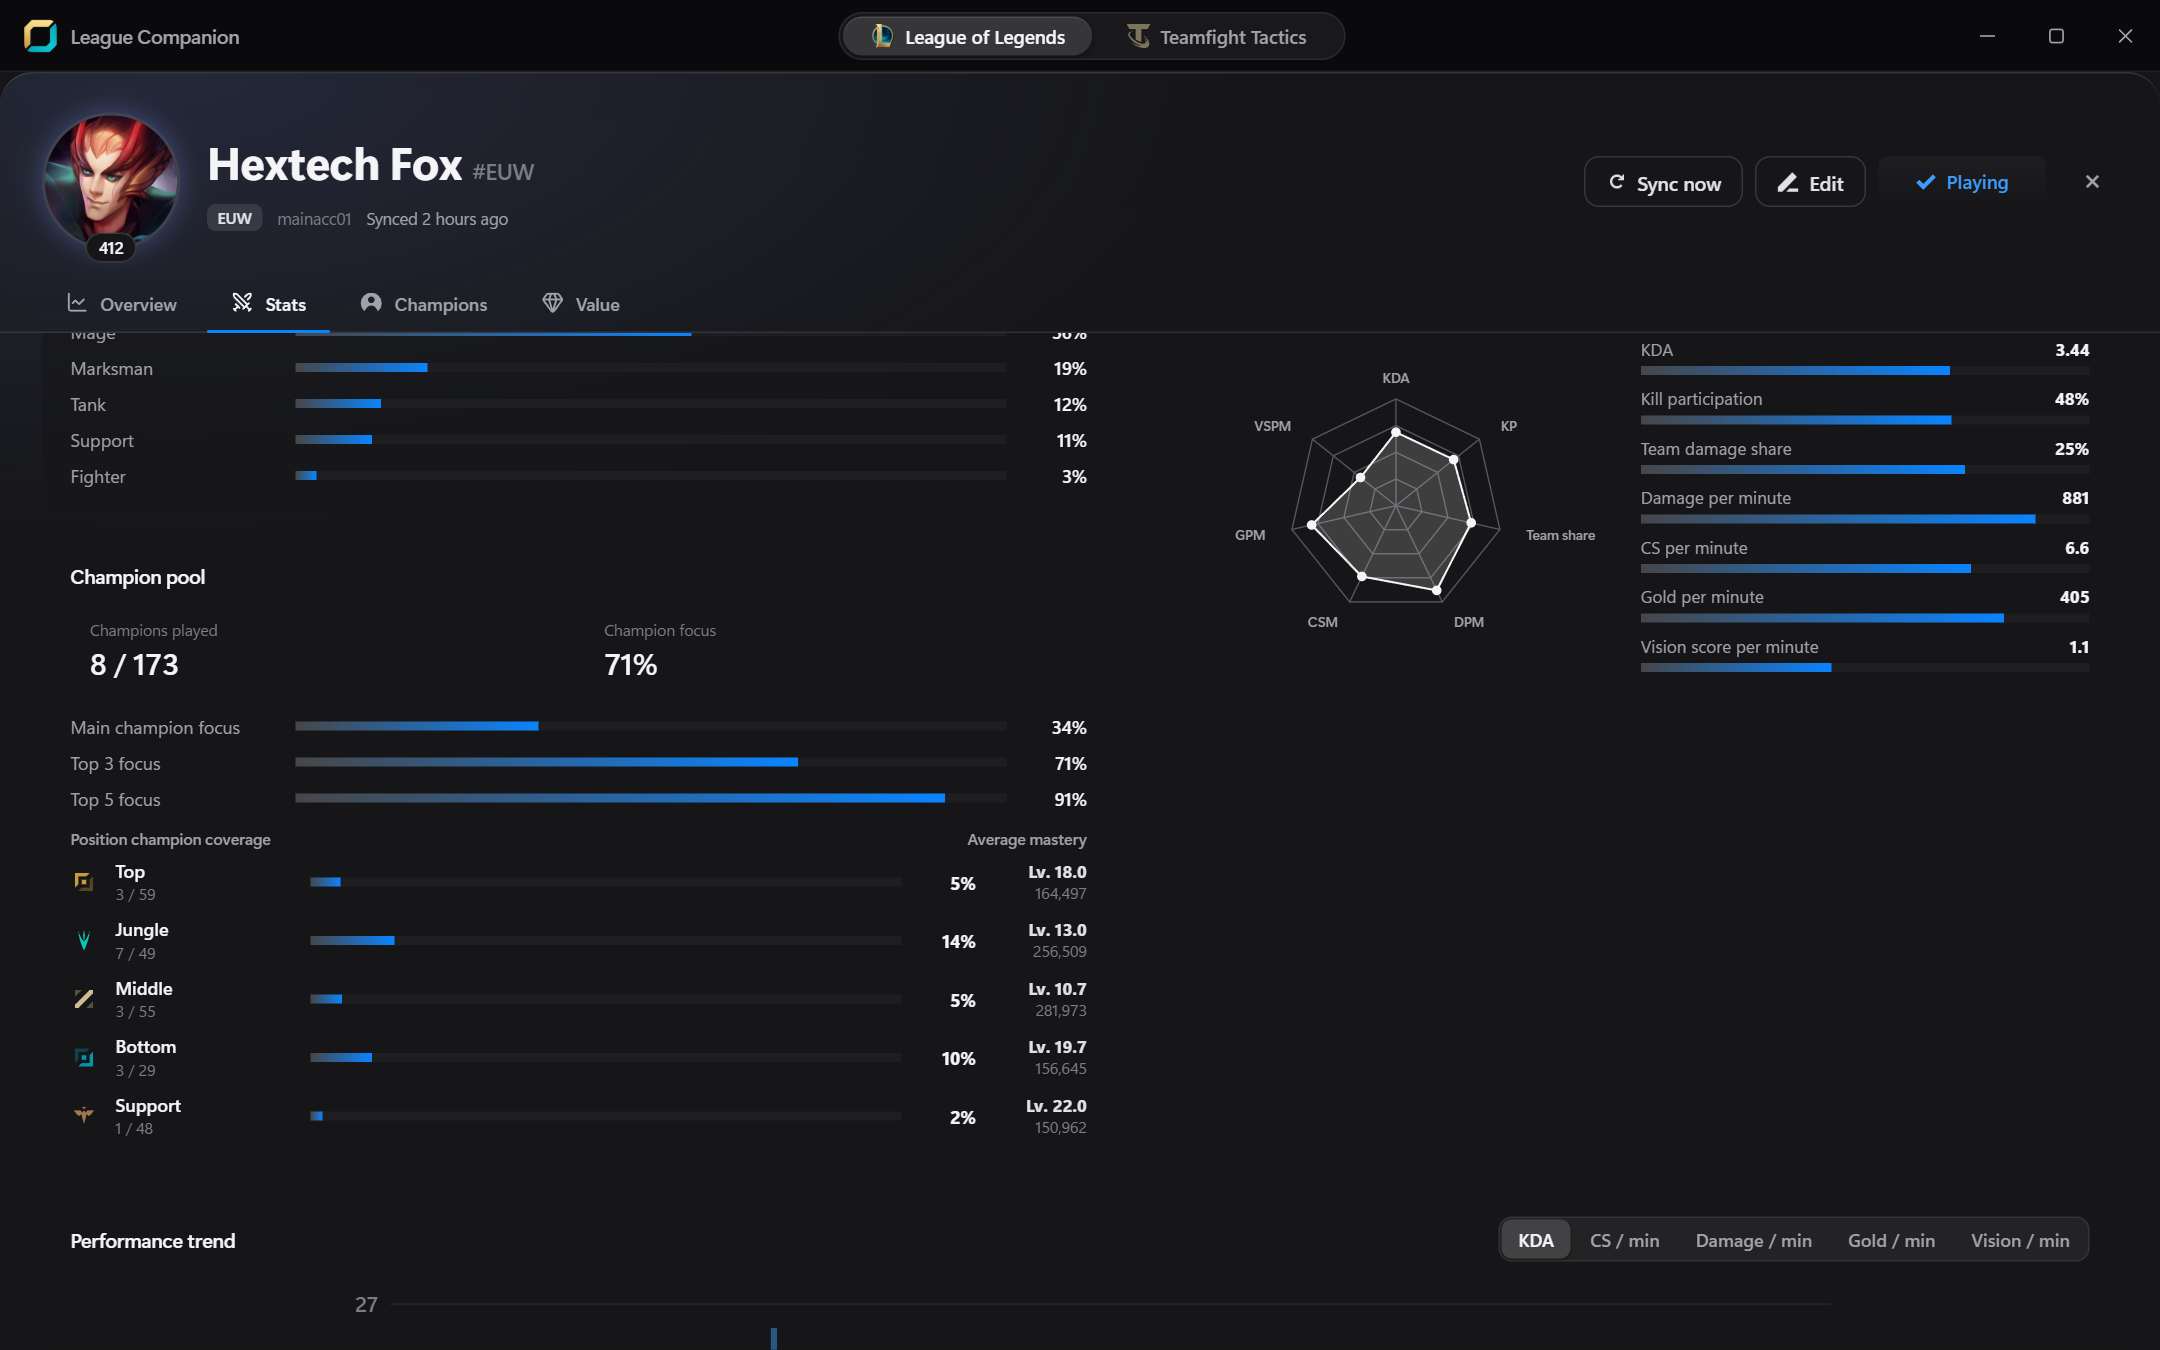 League Companion
League of Legends
Teamfight Tactics
Hextech Fox #EUW
EUW mainacc01 Synced 2 hours ago
412
Sync now
Edit
Playing
Overview
Stats
Champions
Value
Mage 56%
Marksman 19%
Tank 12%
Support 11%
Fighter 3%
KDA
KP
Team share
DPM
CSM
GPM
VSPM
KDA 3.44
Kill participation 48%
Team damage share 25%
Damage per minute 881
CS per minute 6.6
Gold per minute 405
Vision score per minute 1.1
Champion pool
Champions played
8 / 173
Champion focus
71%
Main champion focus 34%
Top 3 focus 71%
Top 5 focus 91%
Position champion coverage Average mastery
Top 5% Lv. 18.0
3 / 59 164,497
Jungle 14% Lv. 13.0
7 / 49 256,509
Middle 5% Lv. 10.7
3 / 55 281,973
Bottom 10% Lv. 19.7
3 / 29 156,645
Support 2% Lv. 22.0
1 / 48 150,962
Performance trend
KDA CS / min Damage / min Gold / min Vision / min
27